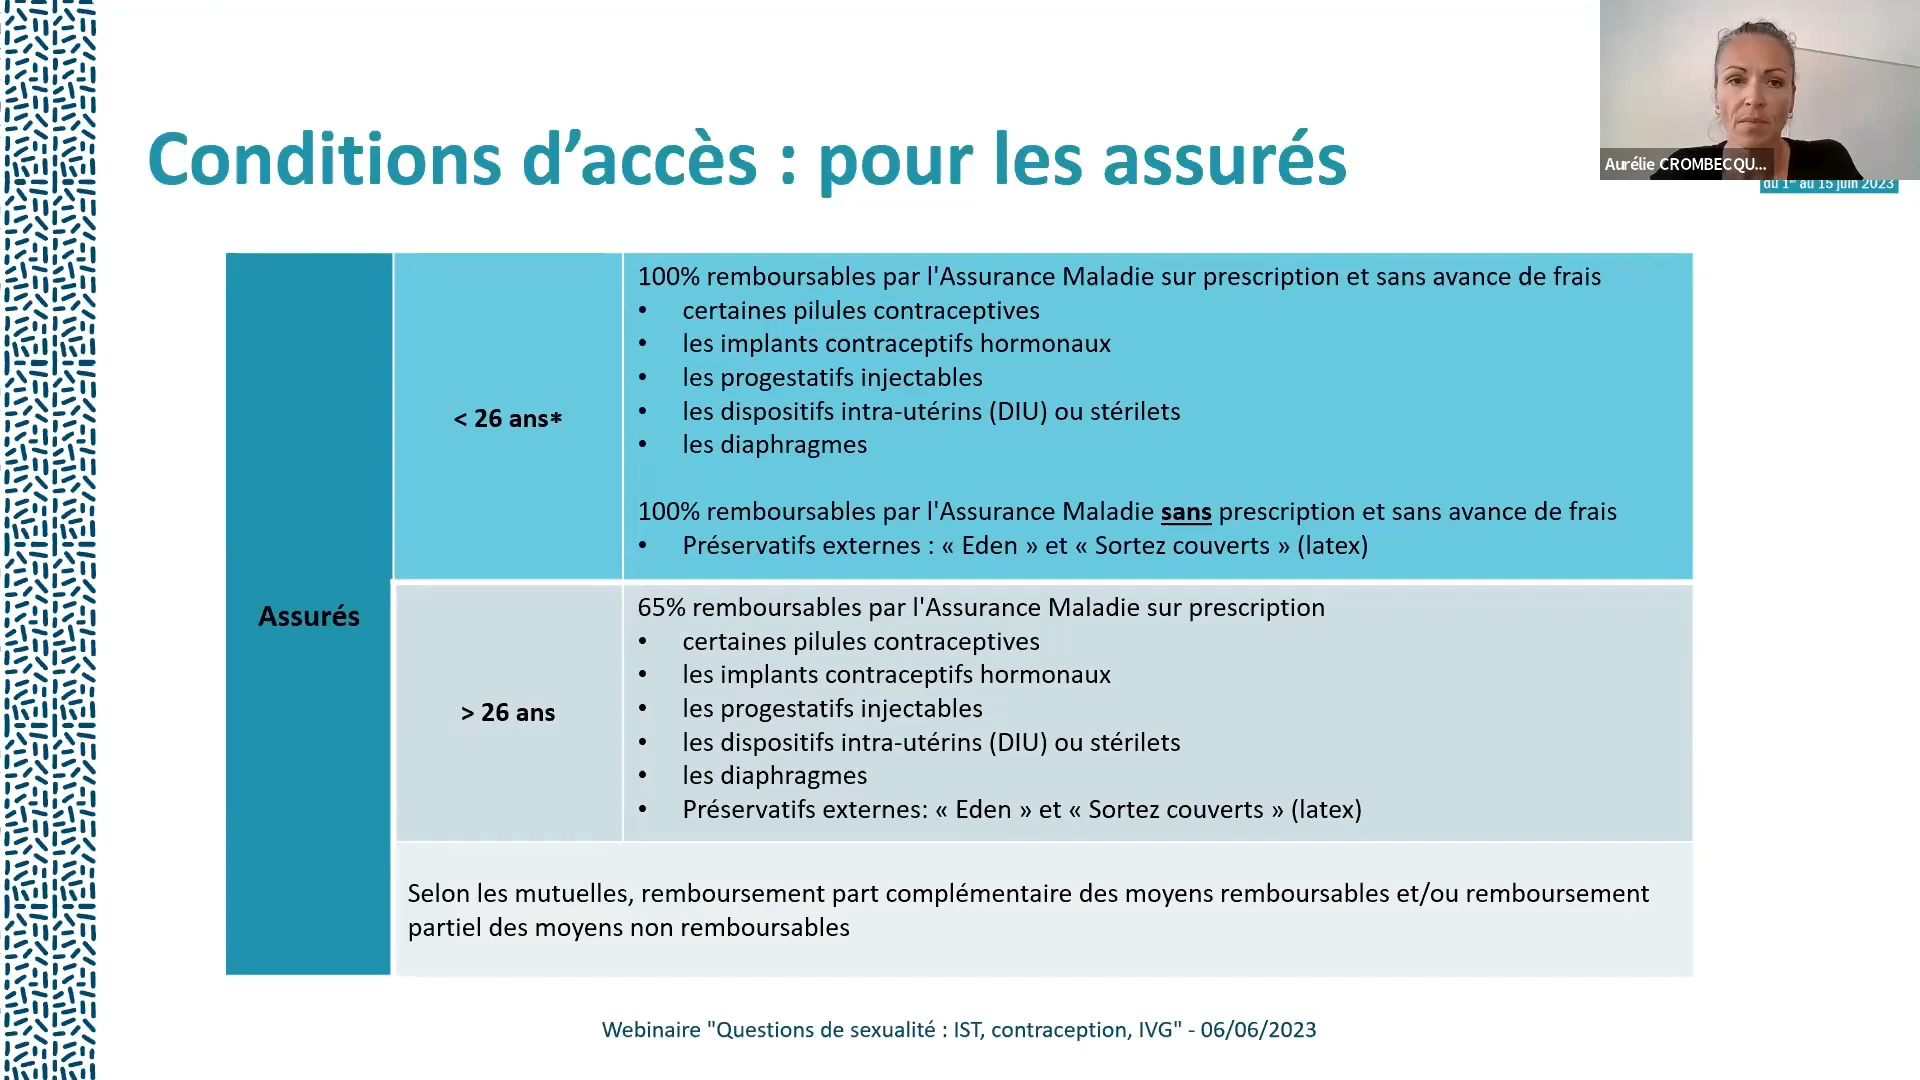 Conditions d’accès : pour les assurés
Aurélie CROMBECQU...
du 1er au 15 juin 2023
Assurés
< 26 ans*
100% remboursables par l'Assurance Maladie sur prescription et sans avance de frais
• certaines pilules contraceptives
• les implants contraceptifs hormonaux
• les progestatifs injectables
• les dispositifs intra-utérins (DIU) ou stérilets
• les diaphragmes
100% remboursables par l'Assurance Maladie sans prescription et sans avance de frais
• Préservatifs externes : « Eden » et « Sortez couverts » (latex)
> 26 ans
65% remboursables par l'Assurance Maladie sur prescription
• certaines pilules contraceptives
• les implants contraceptifs hormonaux
• les progestatifs injectables
• les dispositifs intra-utérins (DIU) ou stérilets
• les diaphragmes
• Préservatifs externes: « Eden » et « Sortez couverts » (latex)
Selon les mutuelles, remboursement part complémentaire des moyens remboursables et/ou remboursement
partiel des moyens non remboursables
Webinaire "Questions de sexualité : IST, contraception, IVG" - 06/06/2023